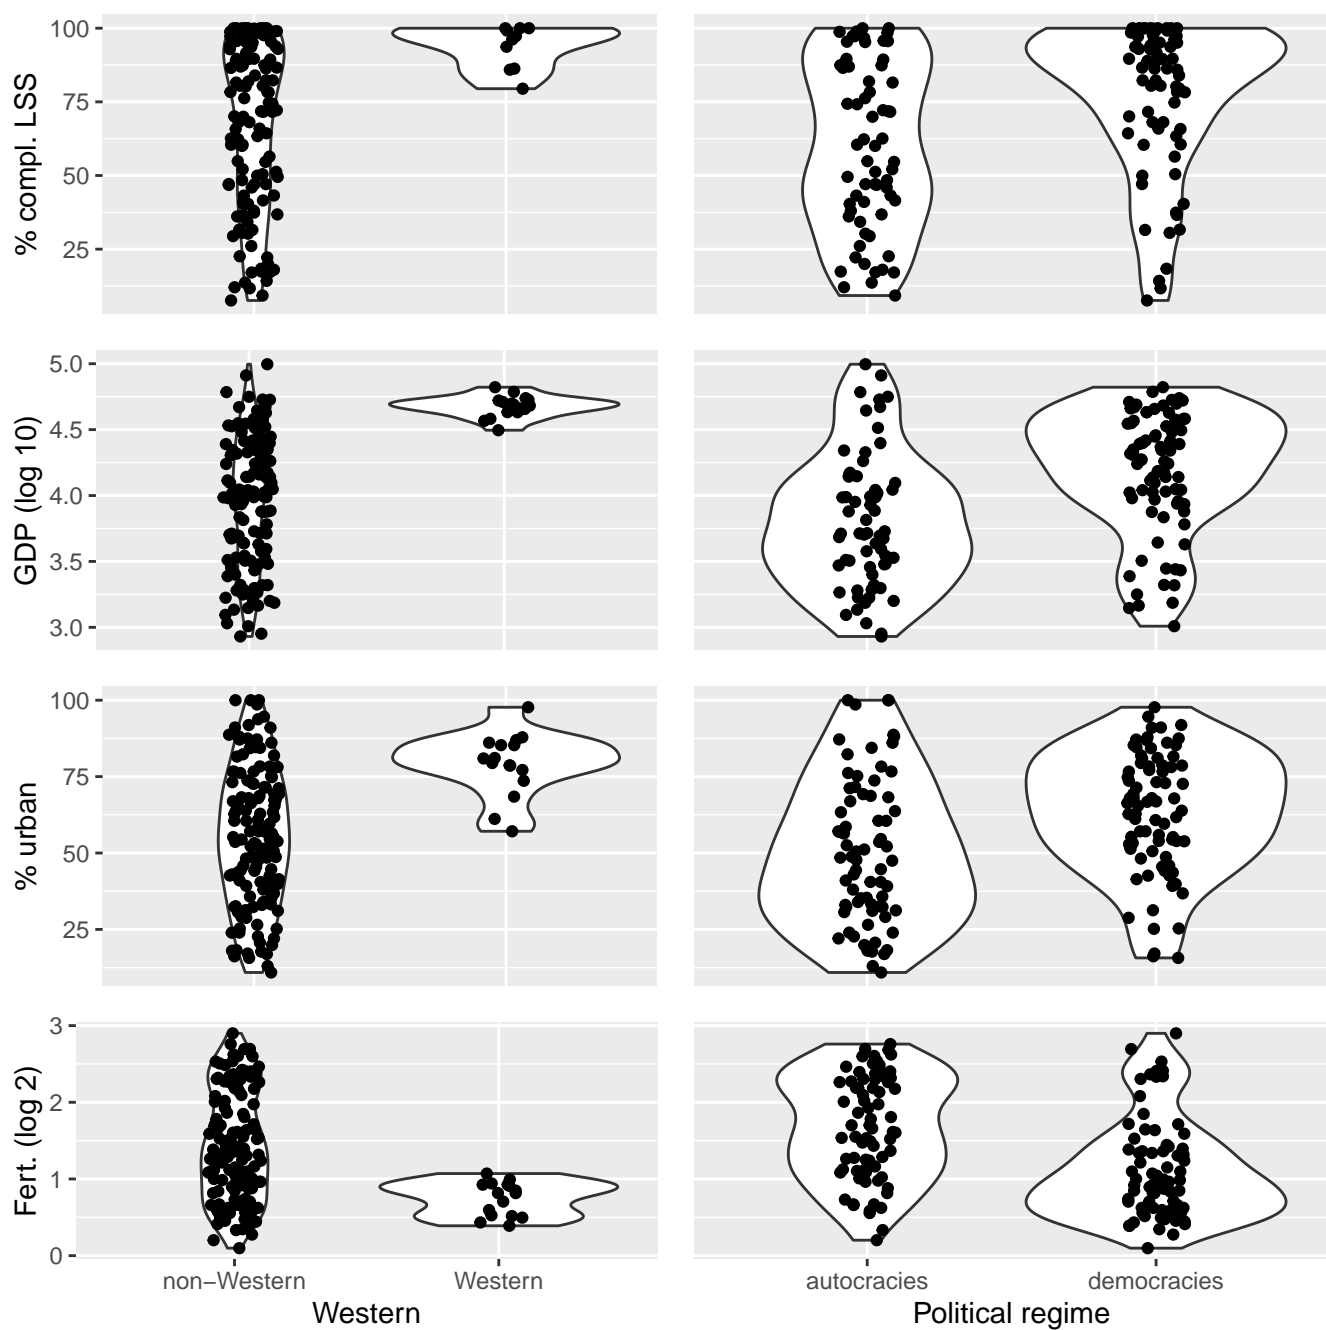 % compl. LSS
100
75
50
25
GDP (log 10)
5.0
4.5
4.0
3.5
3.0
% urban
100
75
50
25
Fert. (log 2)
3
2
1
0
non−Western Western
autocracies democracies
Western
Political regime